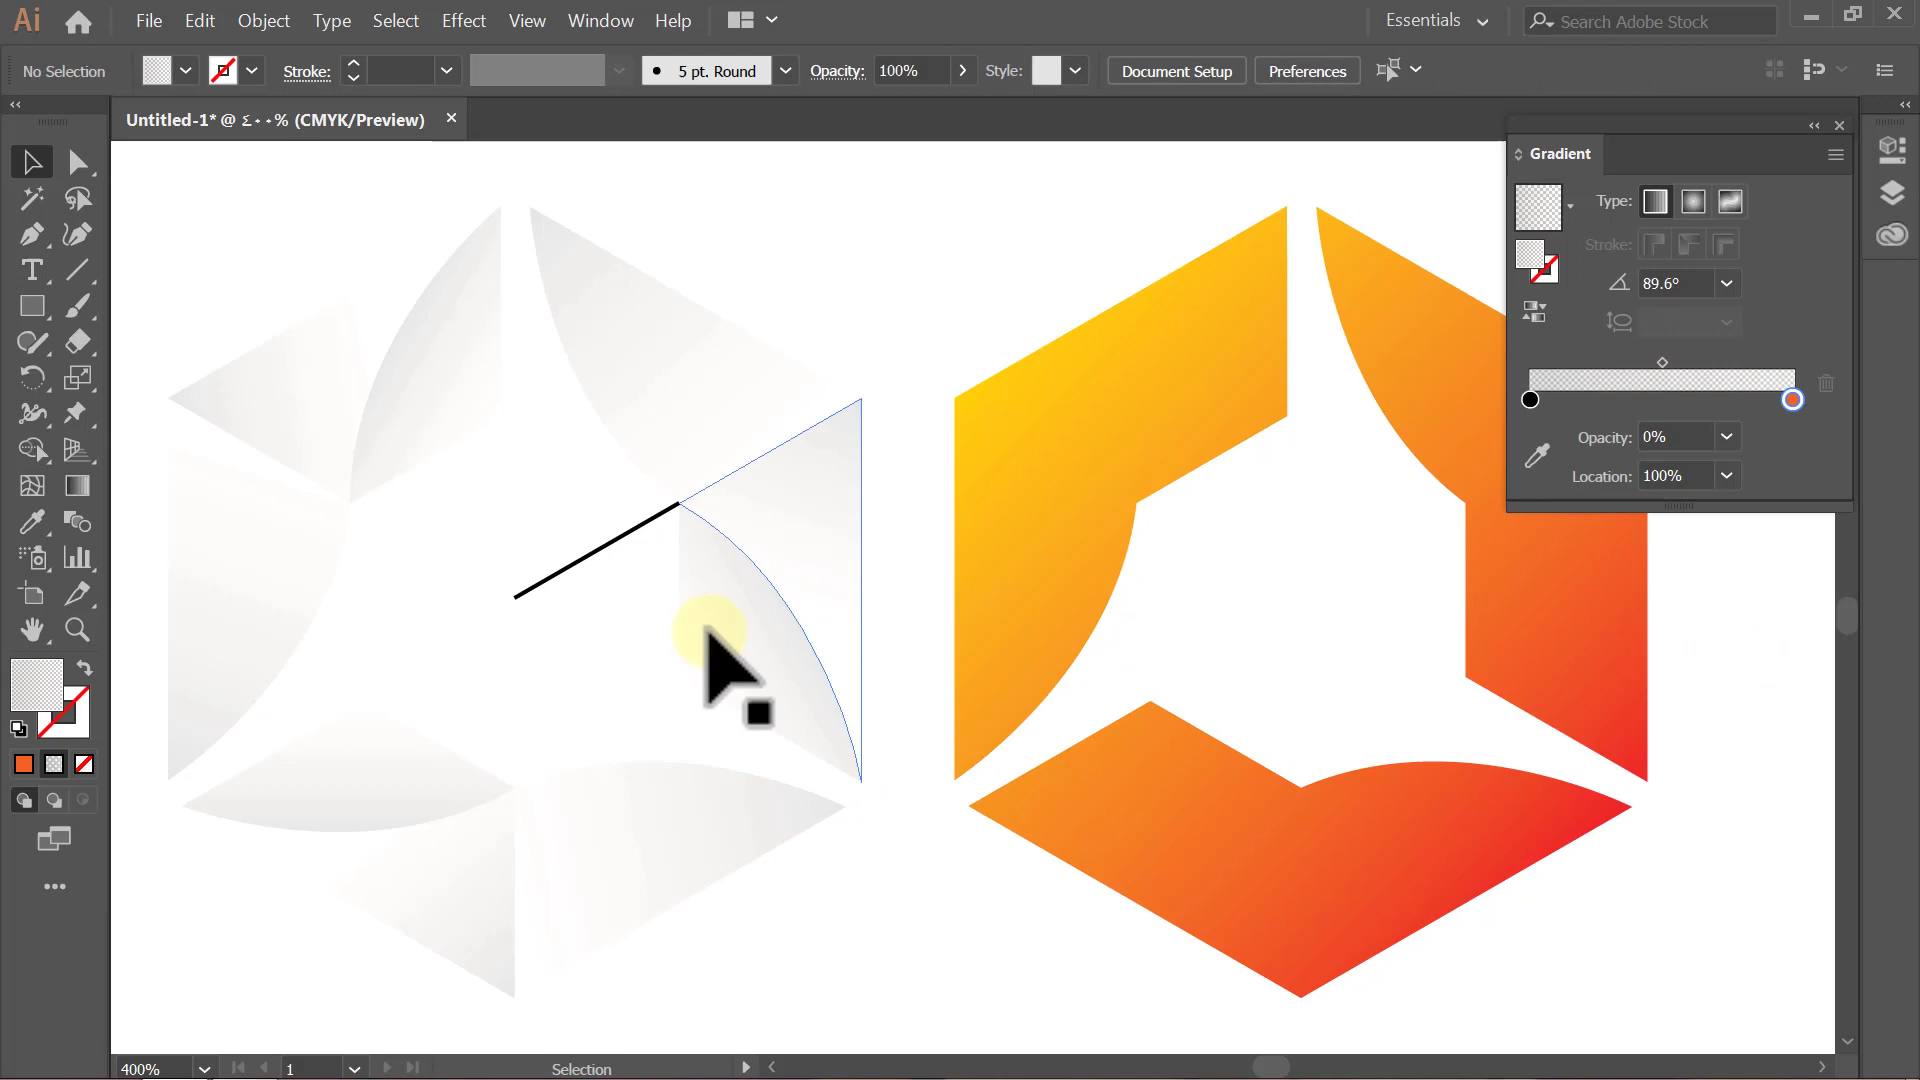 Ai File Edit Object Type Select Effect View Window Help Essentials Search Adobe Stock
No Selection Stroke: 5 pt. Round Opacity: 100% Style: Document Setup Preferences
Untitled-1* @ ٤٠٠% (CMYK/Preview)
Gradient
Type:
Stroke:
89.6°
Opacity: 0%
Location: 100%
400% 1 Selection